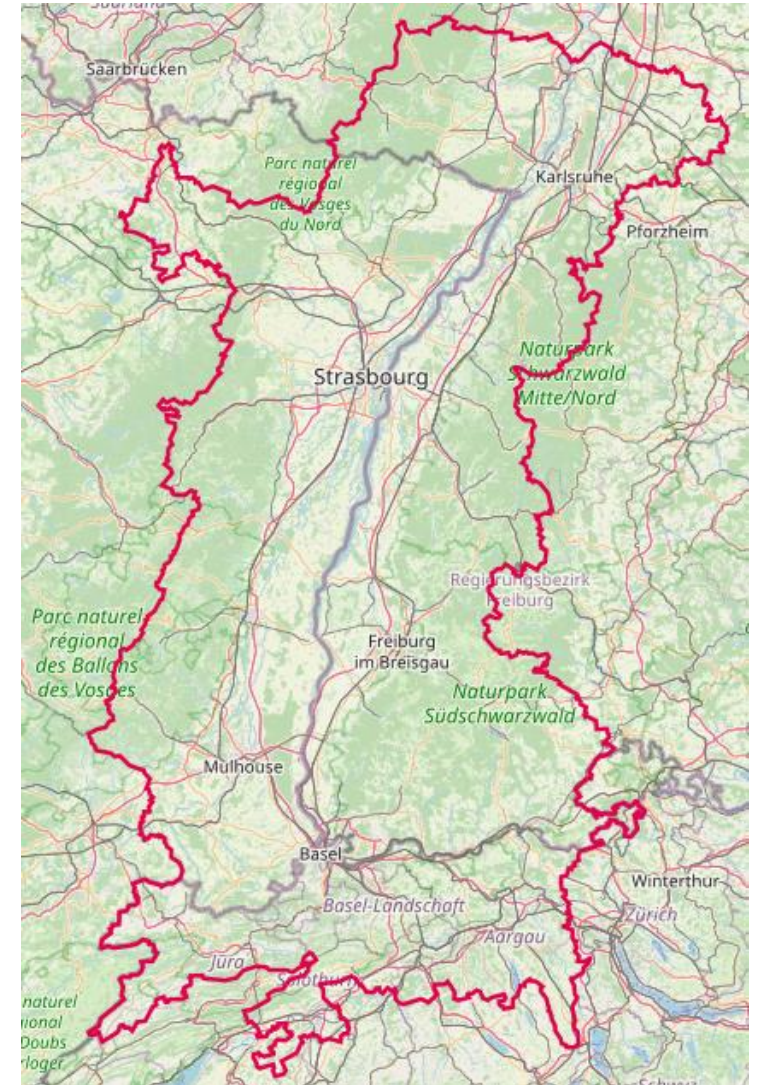 Saarland
Saarbrücken
Parc naturel
régional
des Vosges
du Nord
Karlsruhe
Pforzheim
Naturpark
Schwarzwald
Mitte/Nord
Strasbourg
Regierungsbezirk
Freiburg
Parc naturel
régional
des Ballons
des Vosges
Freiburg
im Breisgau
Naturpark
Südschwarzwald
Mulhouse
Basel
Winterthur
Basel-Landschaft
Zürich
Aargau
Jura
Solothurn
naturel
ional
Doubs
rloger